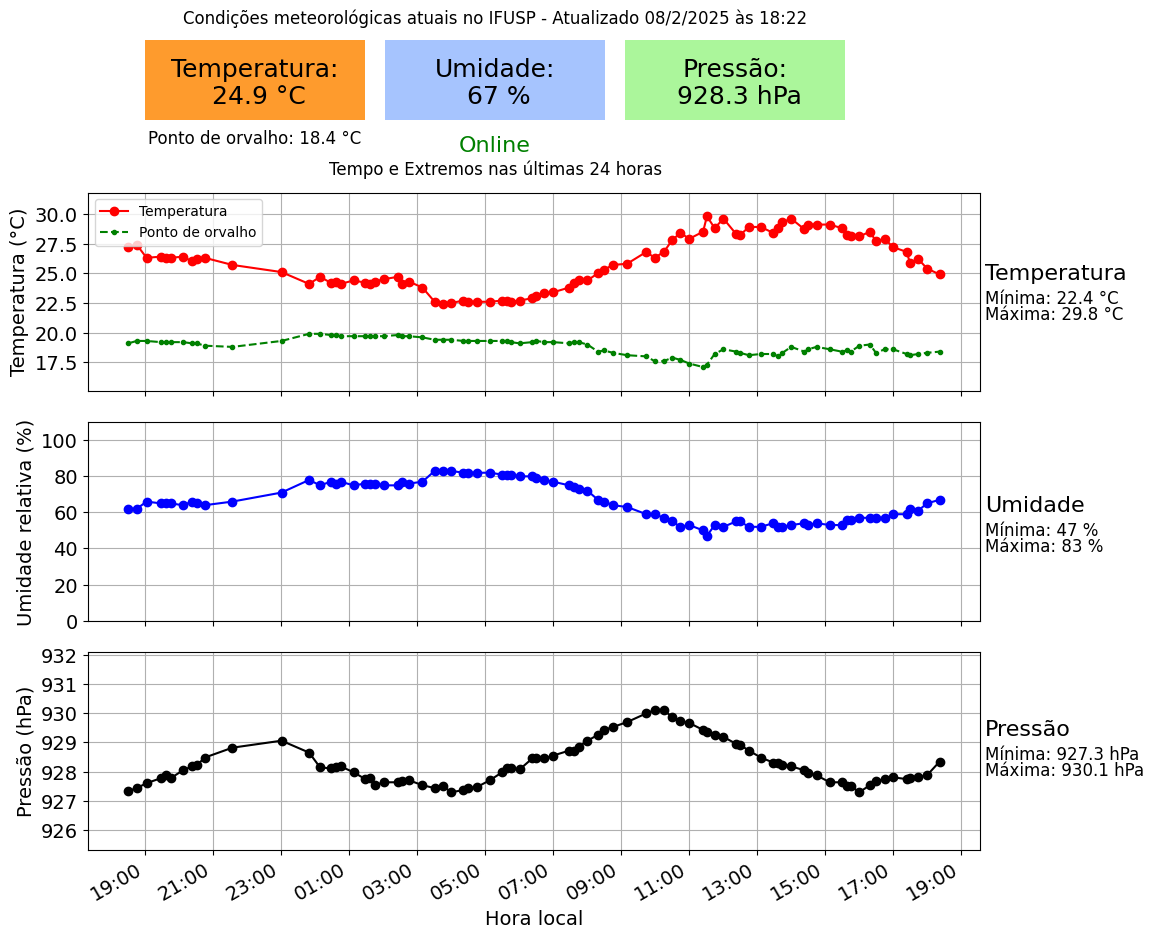 Condições meteorológicas atuais no IFUSP - Atualizado 08/2/2025 às 18:22
Temperatura:
24.9 °C
Umidade:
67 %
Pressão:
928.3 hPa
Ponto de orvalho: 18.4 °C
Online
Tempo e Extremos nas últimas 24 horas
Temperatura (°C)
30.0
27.5
25.0
22.5
20.0
17.5
Temperatura
Ponto de orvalho
Temperatura
Mínima: 22.4 °C
Máxima: 29.8 °C
Umidade relativa (%)
100
80
60
40
20
0
Umidade
Mínima: 47 %
Máxima: 83 %
Pressão (hPa)
932
931
930
929
928
927
926
Pressão
Mínima: 927.3 hPa
Máxima: 930.1 hPa
19:00 21:00 23:00 01:00 03:00 05:00 07:00 09:00 11:00 13:00 15:00 17:00 19:00
Hora local